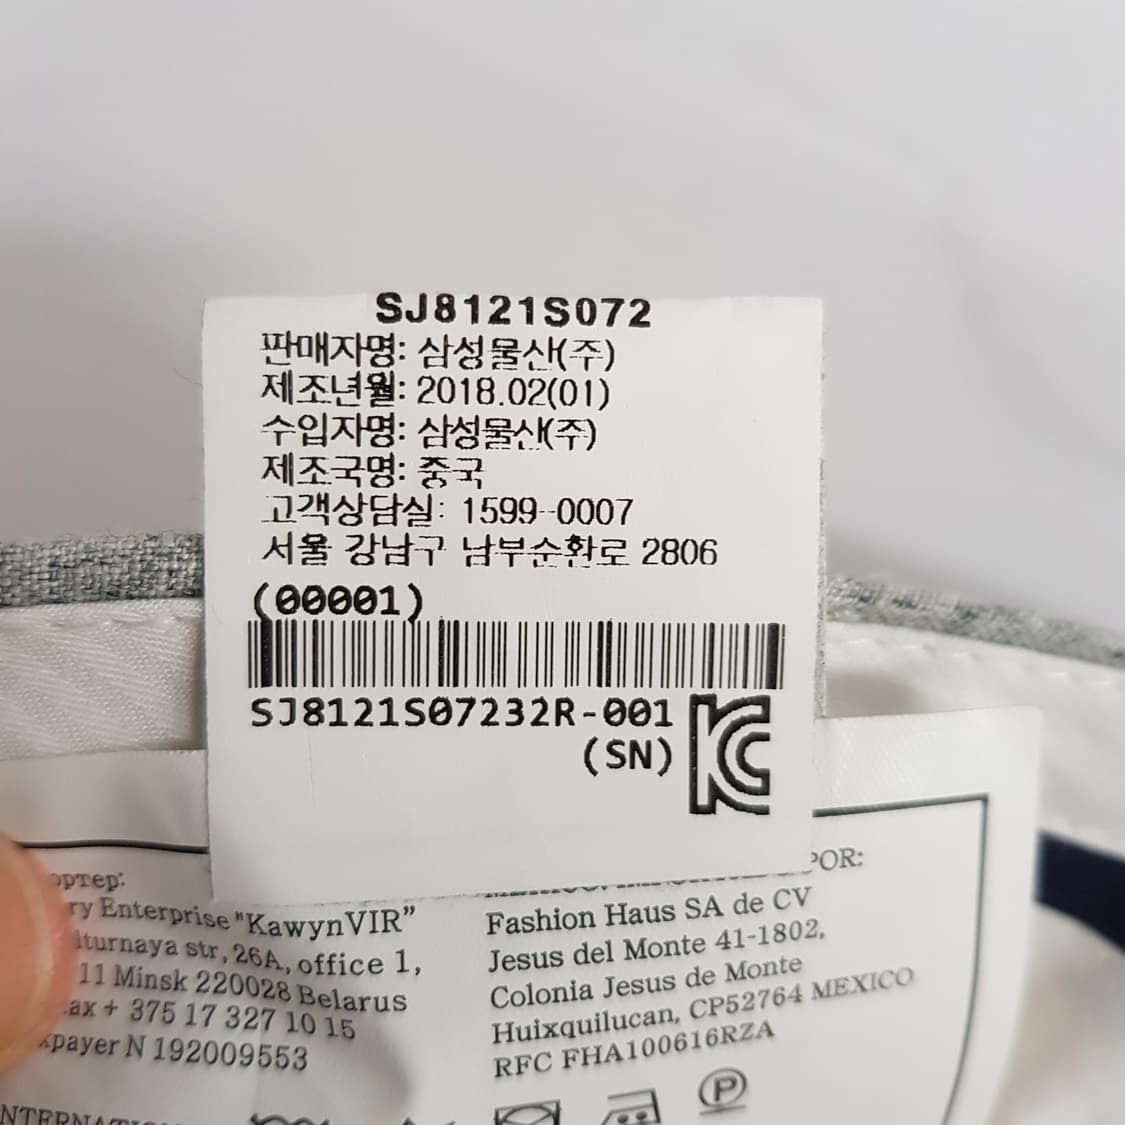 SJ8121S072
판매자명: 삼성물산(주)
제조년월: 2018.02(01)
수입자명: 삼성물산(주)
제조국명: 중국
고객상담실: 1599-0007
서울 강남구 남부순환로 2806
(00001)
SJ8121S07232R-001
(SN)
KC
Enterprise "KawynVIR"
str, 26A, office 1,
11 Minsk 220028 Belarus
+ 375 17 327 10 15
N 192009553
POR:
Fashion Haus SA de CV
Jesus del Monte 41-1802,
Colonia Jesus de Monte
Huixquilucan, CP52764 MEXICO
RFC FHA100616RZA
P